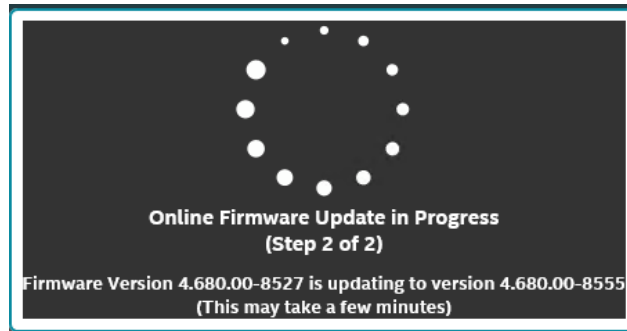 Online Firmware Update in Progress
(Step 2 of 2)
Firmware Version 4.680.00-8527 is updating to version 4.680.00-8555
(This may take a few minutes)